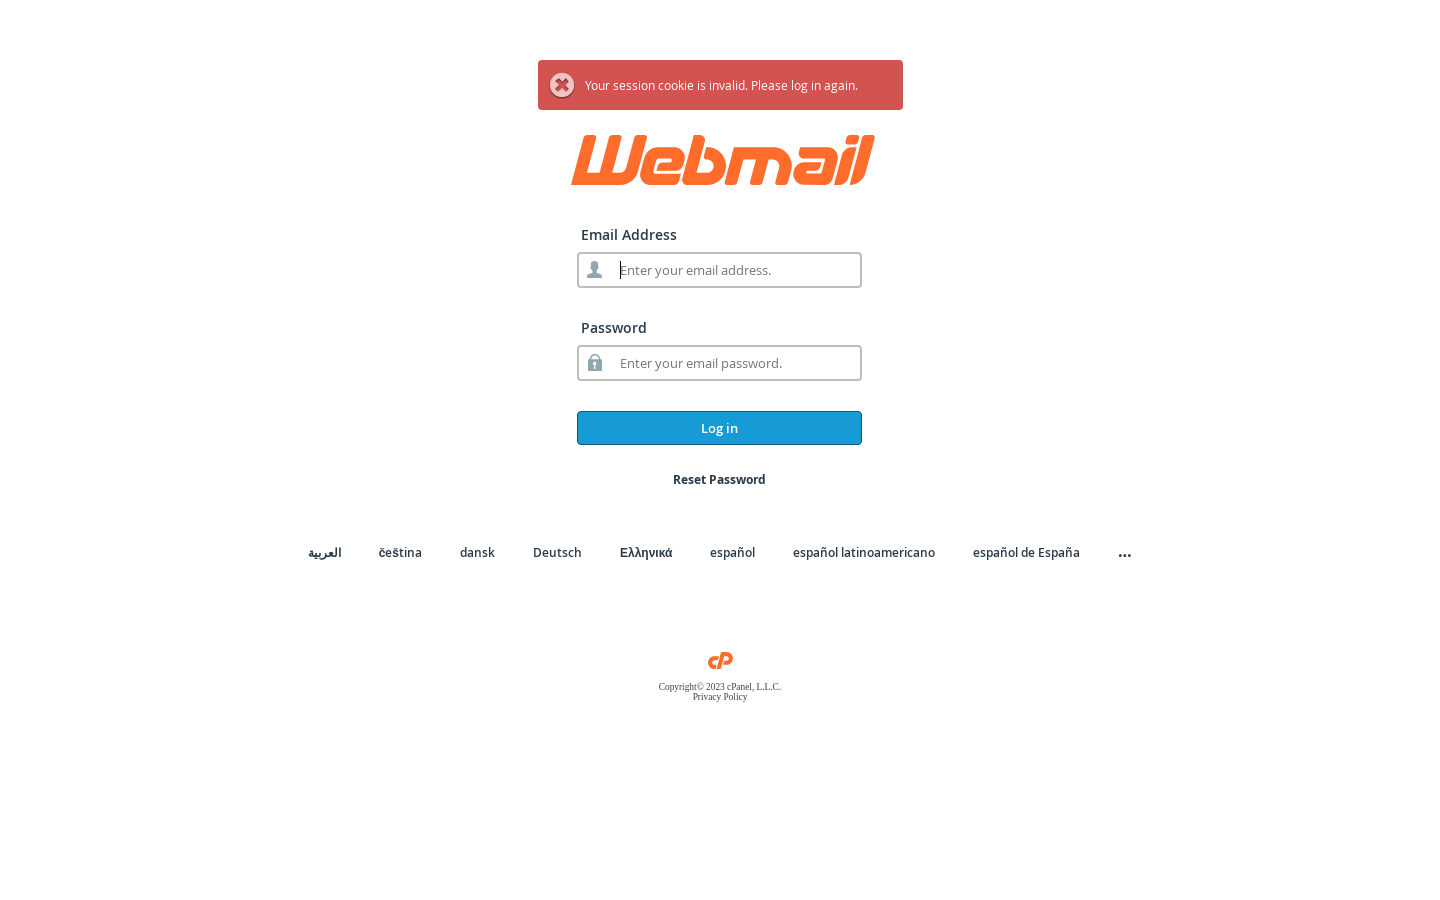 Your session cookie is invalid. Please log in again.
Webmail
Email Address
Enter your email address.
Password
Enter your email password.
Log in
Reset Password
العربية čeština dansk Deutsch Ελληνικά español español latinoamericano español de España ...
cP
Copyright© 2023 cPanel, L.L.C.
Privacy Policy